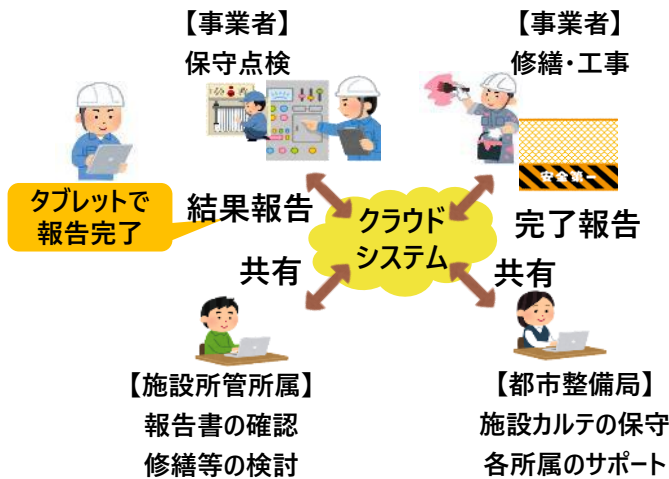 【事業者】
保守点検
【事業者】
修繕・工事
安全第一
タブレットで
報告完了
結果報告
クラウド
システム
完了報告
共有
共有
【施設所管所属】
報告書の確認
修繕等の検討
【都市整備局】
施設カルテの保守
各所属のサポート